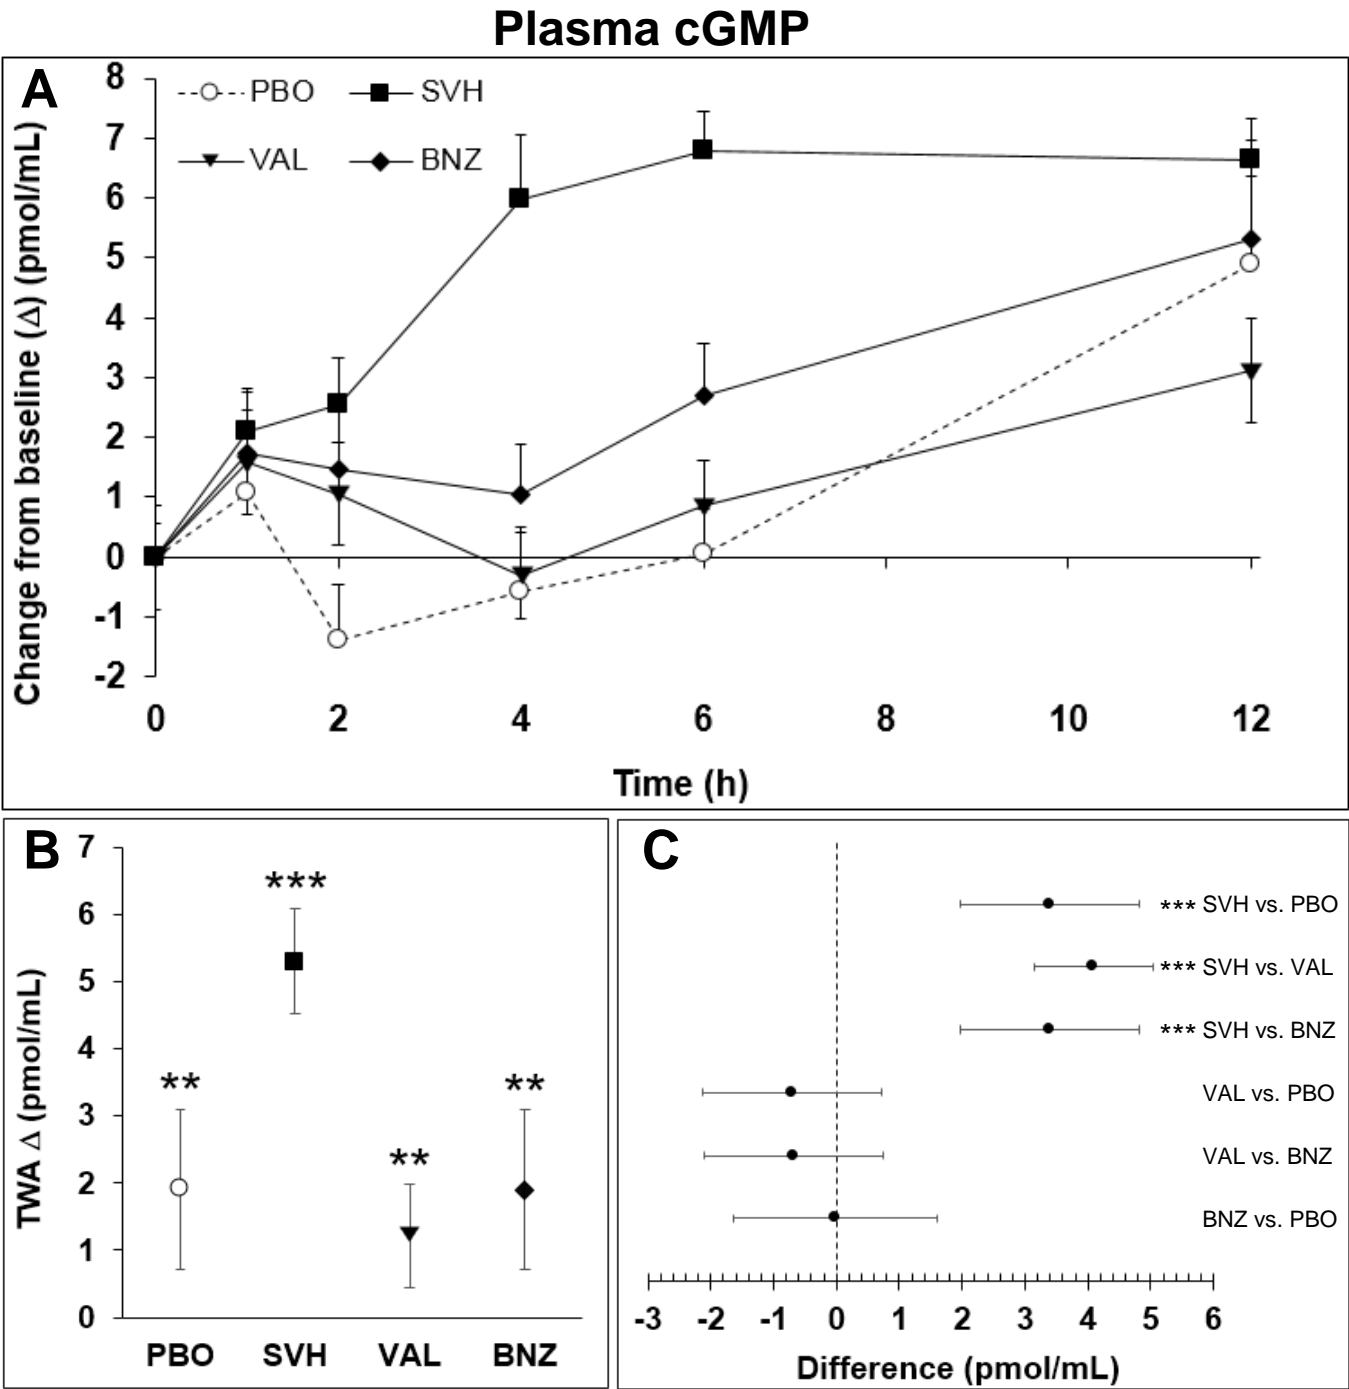 Plasma cGMP
A
PBO SVH
VAL BNZ
Change from baseline (Δ) (pmol/mL)
8
7
6
5
4
3
2
1
0
-1
-2
0 2 4 6 8 10 12
Time (h)
B
TWA Δ (pmol/mL)
7
6
5
4
3
2
1
0
**
***
**
**
PBO SVH VAL BNZ
C
*** SVH vs. PBO
*** SVH vs. VAL
*** SVH vs. BNZ
VAL vs. PBO
VAL vs. BNZ
BNZ vs. PBO
-3 -2 -1 0 1 2 3 4 5 6
Difference (pmol/mL)